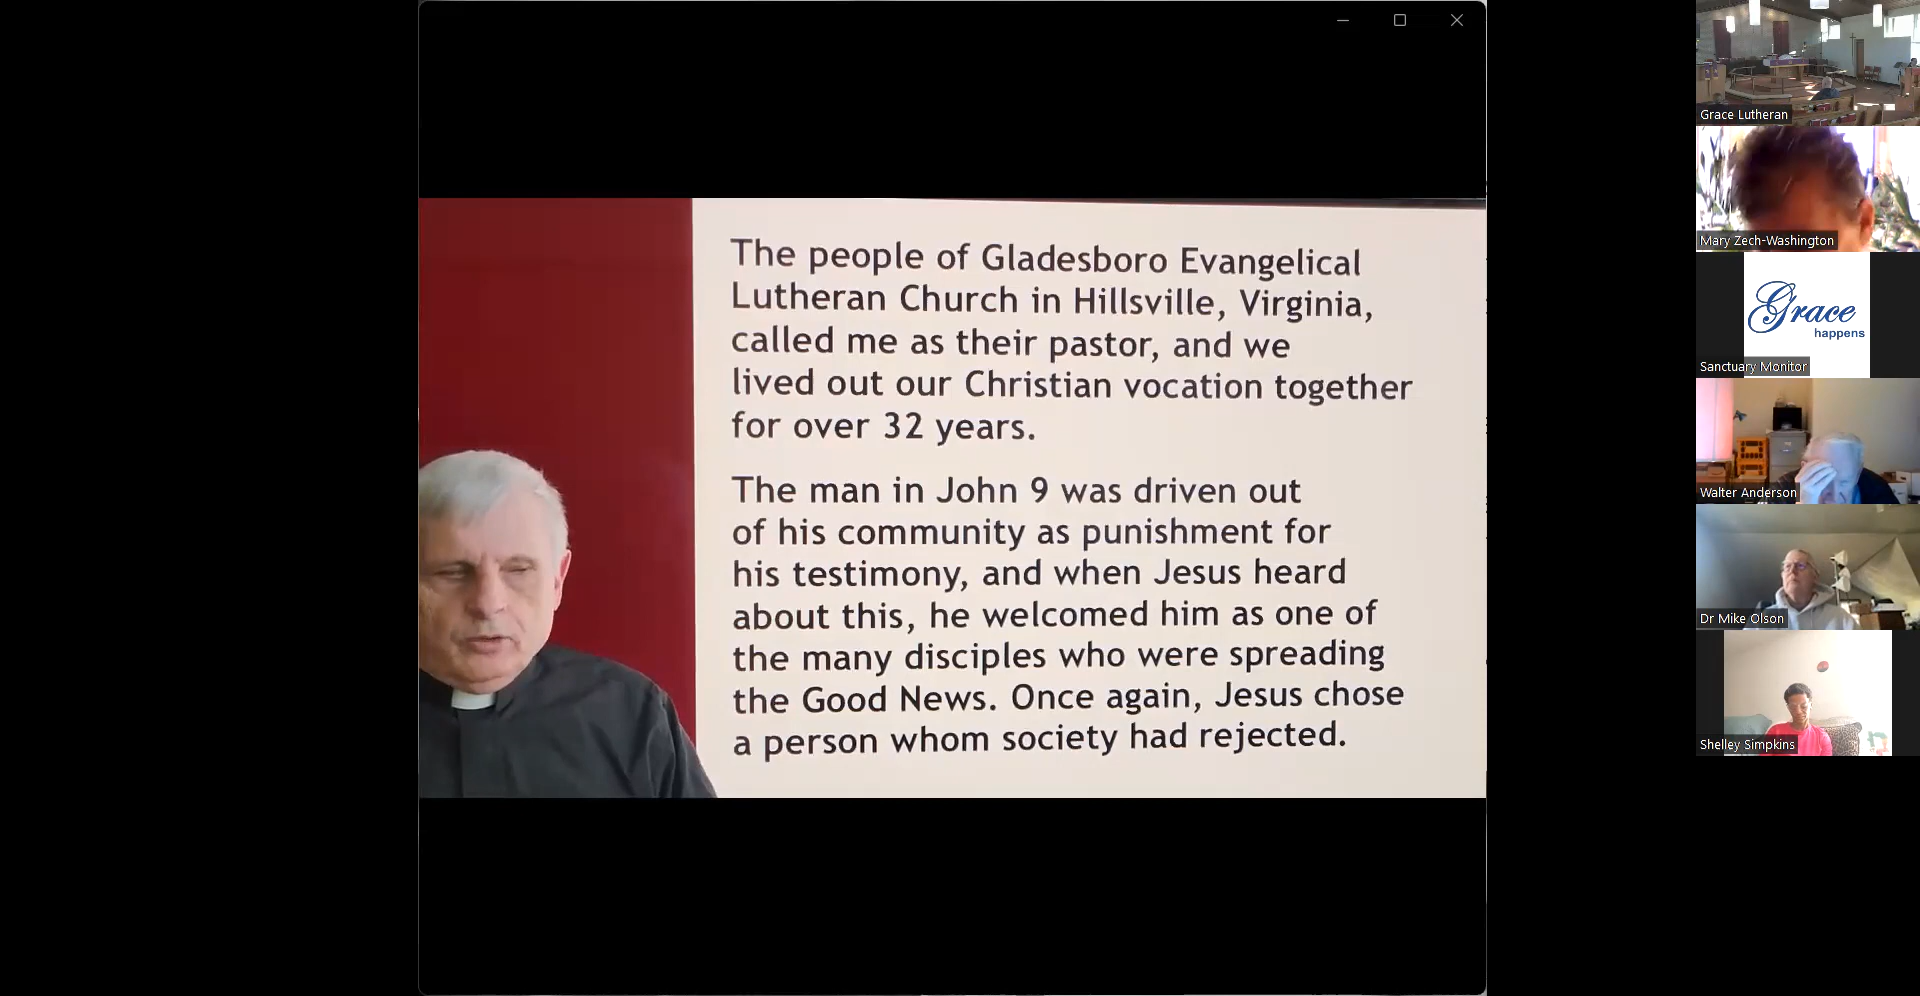 The people of Gladesboro Evangelical
Lutheran Church in Hillsville, Virginia,
called me as their pastor, and we
lived out our Christian vocation together
for over 32 years.
The man in John 9 was driven out
of his community as punishment for
his testimony, and when Jesus heard
about this, he welcomed him as one of
the many disciples who were spreading
the Good News. Once again, Jesus chose
a person whom society had rejected.
Grace Lutheran
Mary Zech-Washington
Grace
happens
Sanctuary Monitor
Walter Anderson
Dr Mike Olson
Shelley Simpkins